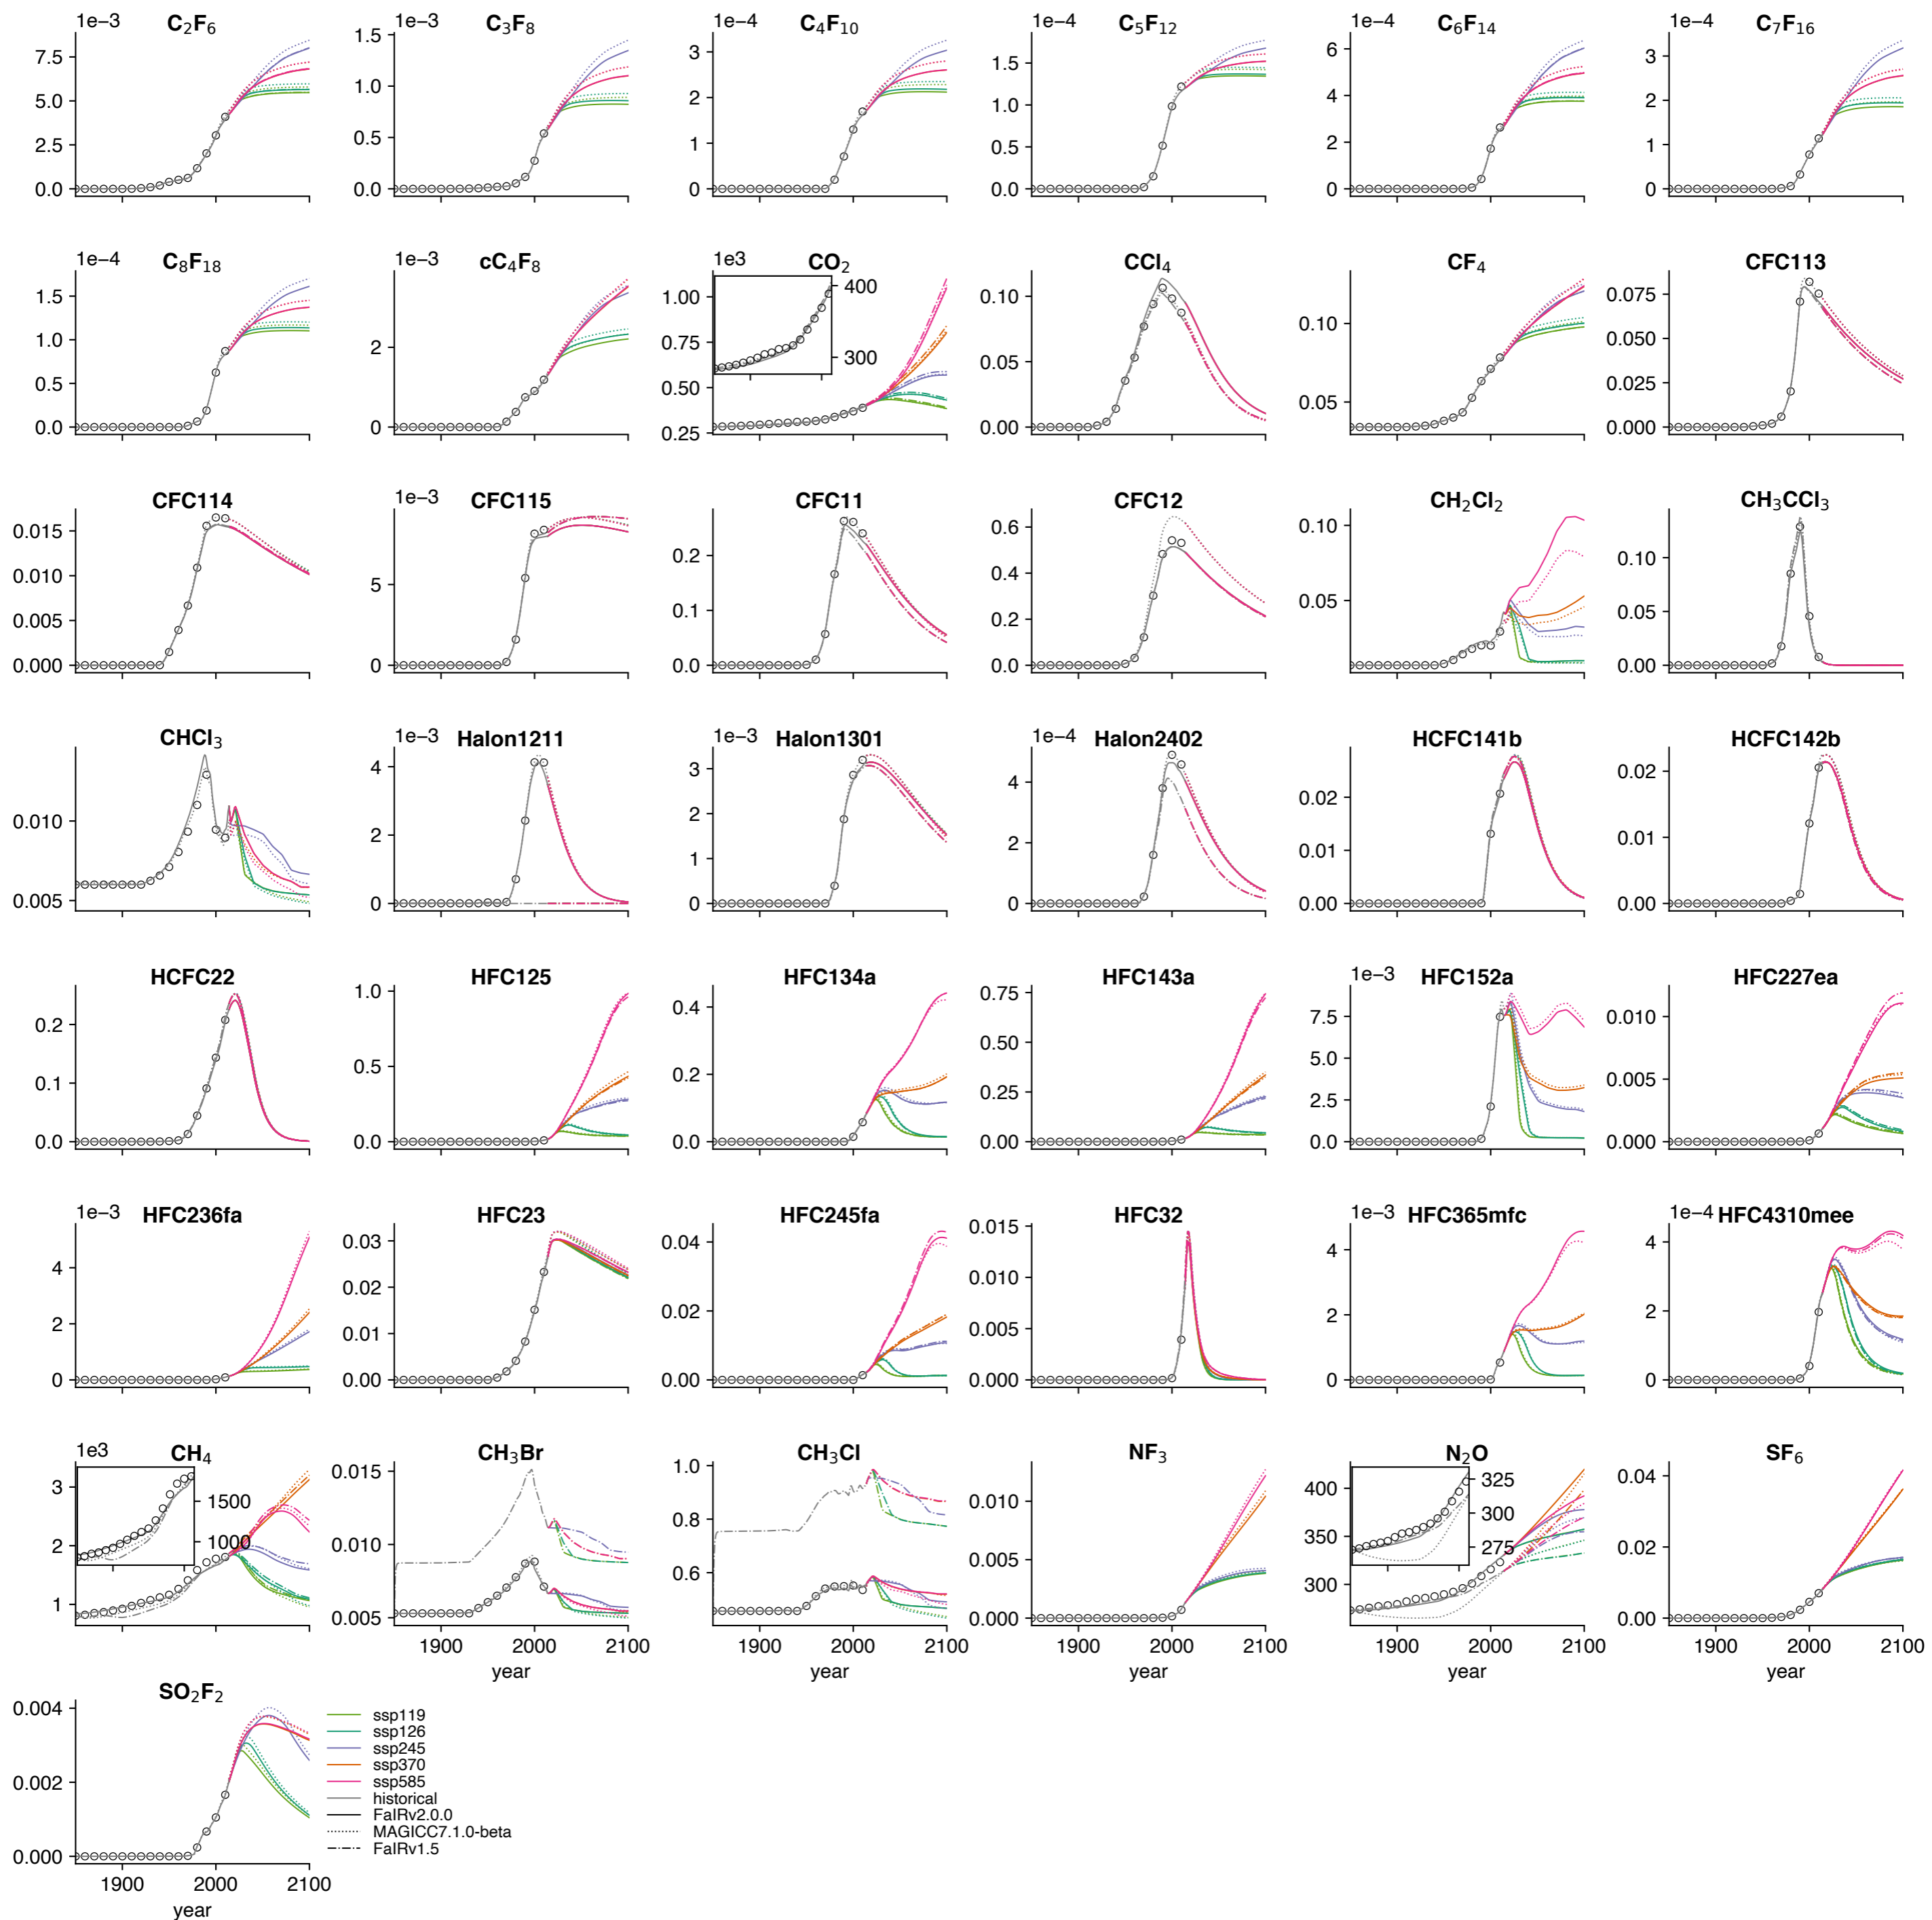 1e−3 C₂F₆ 1e−3 C₃F₈ 1e−4 C₄F₁₀ 1e−4 C₅F₁₂ 1e−4 C₆F₁₄ 1e−4 C₇F₁₆
7.5 5.0 2.5 0.0
1.5 1.0 0.5 0.0
3 2 1 0
1.5 1.0 0.5 0.0
6 4 2 0
3 2 1 0
1e−4 C₈F₁₈ 1e−3 cC₄F₈ 1e3 CO₂ CCl₄ CF₄ CFC113
1.5 1.0 0.5 0.0
2 0
1.00 0.75 0.50 0.25 400 300
0.10 0.05 0.00
0.10 0.05
0.075 0.050 0.025 0.000
CFC114 1e−3 CFC115 CFC11 CFC12 CH₂Cl₂ CH₃CCl₃
0.015 0.010 0.005 0.000
5 0
0.2 0.1 0.0
0.6 0.4 0.2 0.0
0.10 0.05
0.10 0.05 0.00
CHCl₃ 1e−3 Halon1211 1e−3 Halon1301 1e−4 Halon2402 HCFC141b HCFC142b
0.010 0.005
4 2 0
3 2 1 0
4 2 0
0.02 0.01 0.00
0.02 0.01 0.00
HCFC22 HFC125 HFC134a HFC143a 1e−3 HFC152a HFC227ea
0.2 0.1 0.0
1.0 0.5 0.0
0.4 0.2 0.0
0.75 0.50 0.25 0.00
7.5 5.0 2.5 0.0
0.010 0.005 0.000
1e−3 HFC236fa HFC23 HFC245fa HFC32 1e−3 HFC365mfc 1e−4 HFC4310mee
4 2 0
0.03 0.02 0.01 0.00
0.04 0.02 0.00
0.015 0.010 0.005 0.000
4 2 0
4 2 0
1e3 CH₄ CH₃Br CH₃Cl NF₃ N₂O SF₆
3 2 1 1500 1000
0.015 0.010 0.005
1.0 0.8 0.6
0.010 0.005 0.000
400 350 300 325 300 275
0.04 0.02 0.00
1900 2000 2100 1900 2000 2100 1900 2000 2100 1900 2000 2100 1900 2000 2100
year year year year year
SO₂F₂
0.004 0.002 0.000
1900 2000 2100
year
ssp119
ssp126
ssp245
ssp370
ssp585
historical
FaIRv2.0.0
MAGICC7.1.0-beta
FaIRv1.5